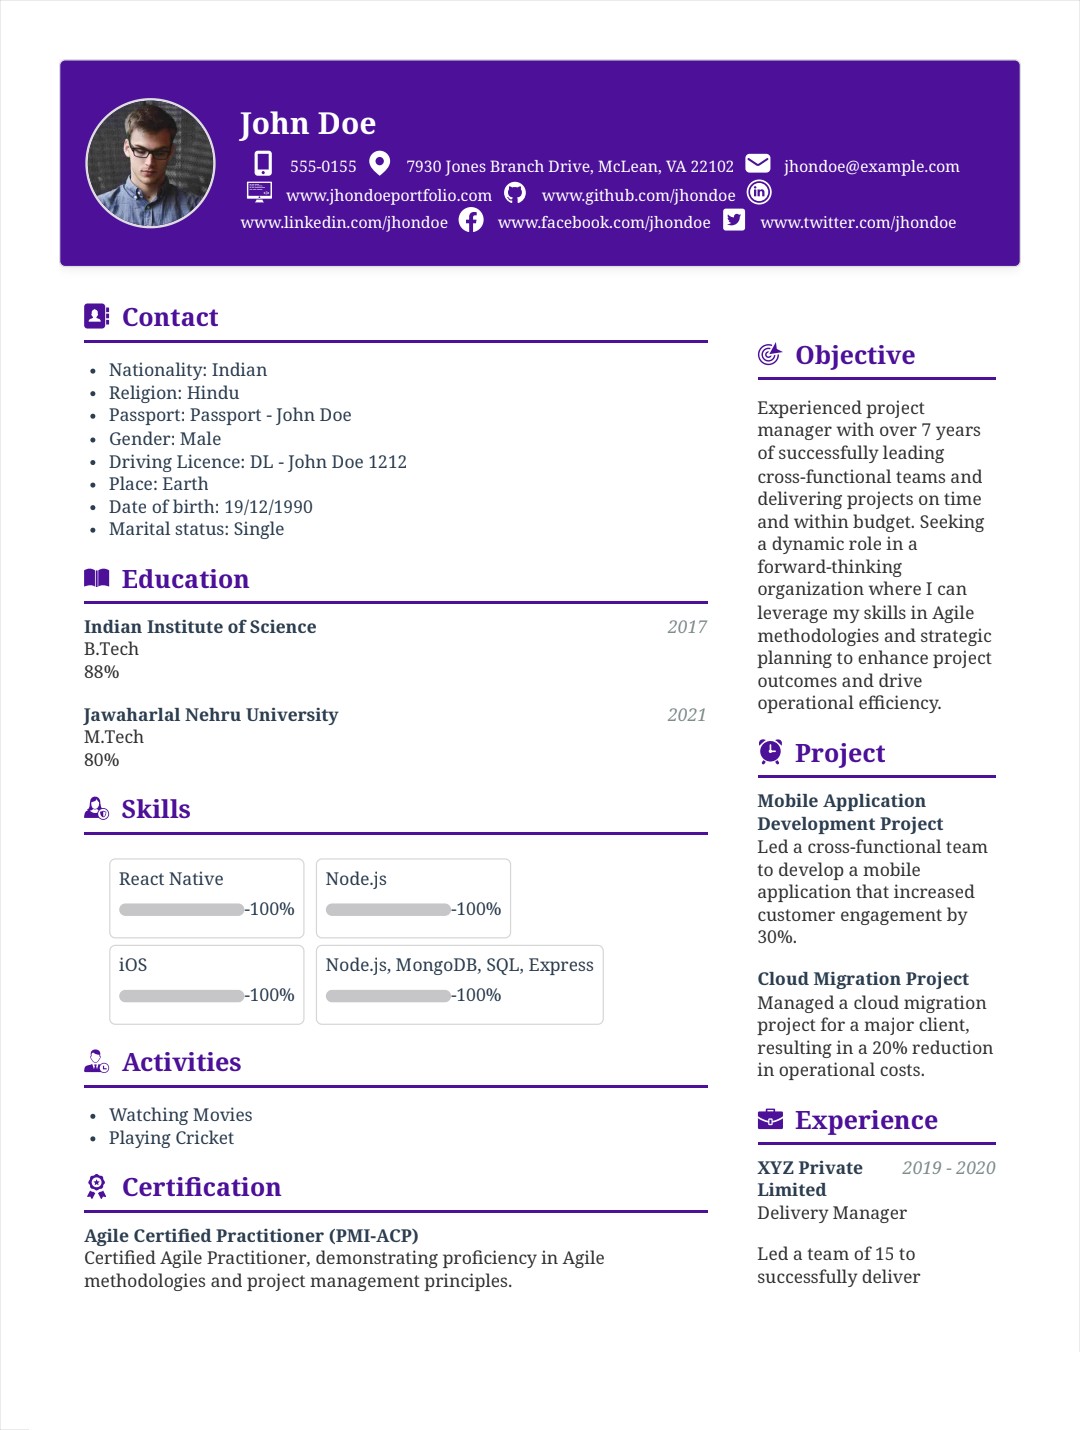 John Doe
555-0155 7930 Jones Branch Drive, McLean, VA 22102 jhondoe@example.com
www.jhondoeportfolio.com www.github.com/jhondoe
www.linkedin.com/jhondoe www.facebook.com/jhondoe www.twitter.com/jhondoe
Contact
• Nationality: Indian
• Religion: Hindu
• Passport: Passport - John Doe
• Gender: Male
• Driving Licence: DL - John Doe 1212
• Place: Earth
• Date of birth: 19/12/1990
• Marital status: Single
Education
Indian Institute of Science 2017
B.Tech
88%
Jawaharlal Nehru University 2021
M.Tech
80%
Skills
React Native
-100%
Node.js
-100%
iOS
-100%
Node.js, MongoDB, SQL, Express
-100%
Activities
• Watching Movies
• Playing Cricket
Certification
Agile Certified Practitioner (PMI-ACP)
Certified Agile Practitioner, demonstrating proficiency in Agile
methodologies and project management principles.
Objective
Experienced project
manager with over 7 years
of successfully leading
cross-functional teams and
delivering projects on time
and within budget. Seeking
a dynamic role in a
forward-thinking
organization where I can
leverage my skills in Agile
methodologies and strategic
planning to enhance project
outcomes and drive
operational efficiency.
Project
Mobile Application
Development Project
Led a cross-functional team
to develop a mobile
application that increased
customer engagement by
30%.
Cloud Migration Project
Managed a cloud migration
project for a major client,
resulting in a 20% reduction
in operational costs.
Experience
XYZ Private 2019 - 2020
Limited
Delivery Manager
Led a team of 15 to
successfully deliver